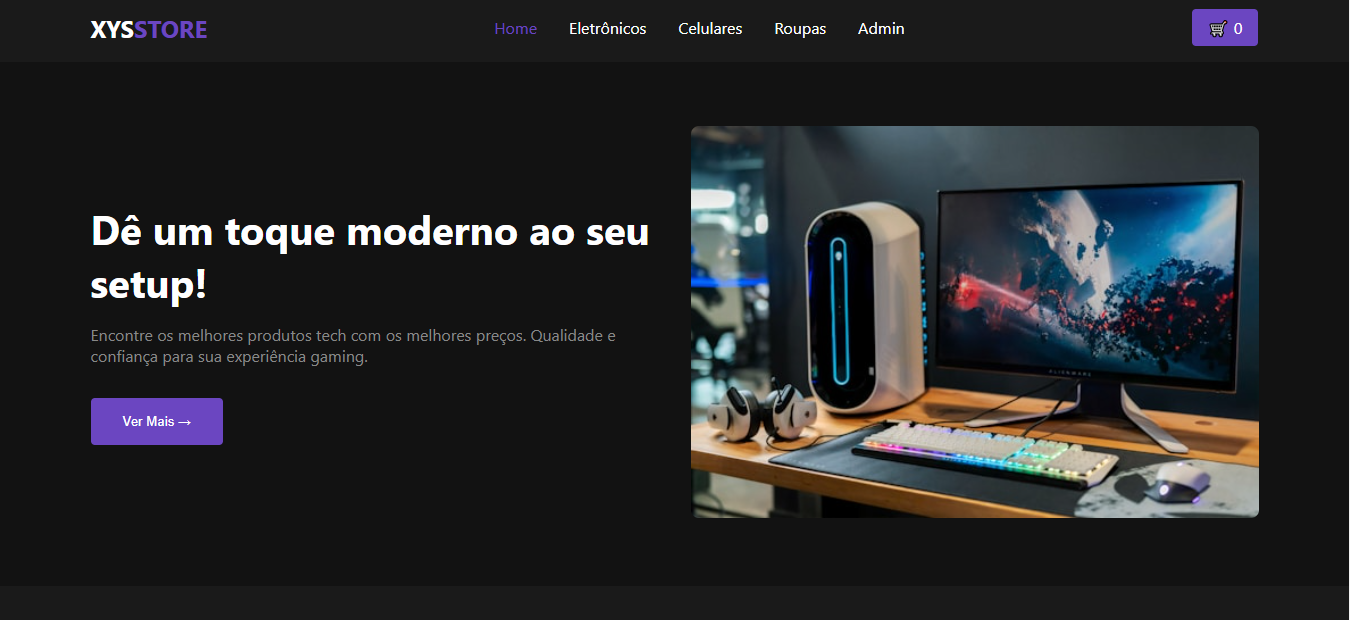 XYSSTORE
Home Eletrônicos Celulares Roupas Admin
0
Dê um toque moderno ao seu
setup!
Encontre os melhores produtos tech com os melhores preços. Qualidade e
confiança para sua experiência gaming.
Ver Mais →
ALIENWARE